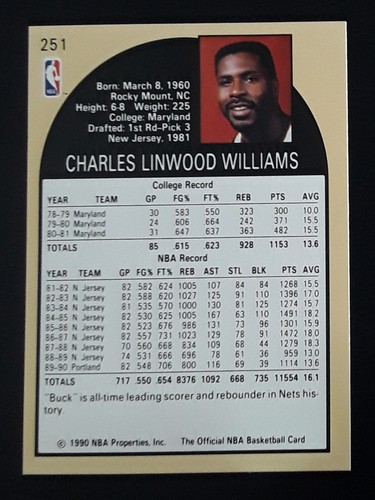 251
Born: March 8, 1960
Rocky Mount, NC
Height: 6-8 Weight: 225
College: Maryland
Drafted: 1st Rd-Pick 3
New Jersey, 1981
CHARLES LINWOOD WILLIAMS
College Record
YEAR TEAM GP FG% FT% REB PTS AVG
78-79 Maryland 30 .583 .550 323 300 10.0
79-80 Maryland 24 .606 .664 242 371 15.5
80-81 Maryland 31 .647 .637 363 482 15.5
TOTALS 85 .615 .623 928 1153 13.6
NBA Record
YEAR TEAM GP FG% FT% REB AST STL BLK PTS AVG
81-82 N. Jersey 82 582 624 1005 107 84 84 1268 15.5
82-83 N. Jersey 82 588 620 1027 125 91 110 1396 17.0
83-84 N. Jersey 81 535 570 1000 130 81 125 1274 15.7
84-85 N. Jersey 82 530 625 1005 167 63 110 1491 18.2
85-86 N. Jersey 82 523 676 986 131 73 96 1301 15.9
86-87 N. Jersey 82 557 731 1023 129 78 91 1472 18.0
87-88 N. Jersey 70 560 668 834 109 68 44 1279 18.3
88-89 N. Jersey 74 531 666 696 78 61 36 959 13.0
89-90 Portland 82 548 706 800 116 69 39 1114 13.6
TOTALS 717 .550 .654 8376 1092 668 735 11554 16.1
"Buck" is all-time leading scorer and rebounder in Nets his-
tory.
© 1990 NBA Properties, Inc. The Official NBA Basketball Card